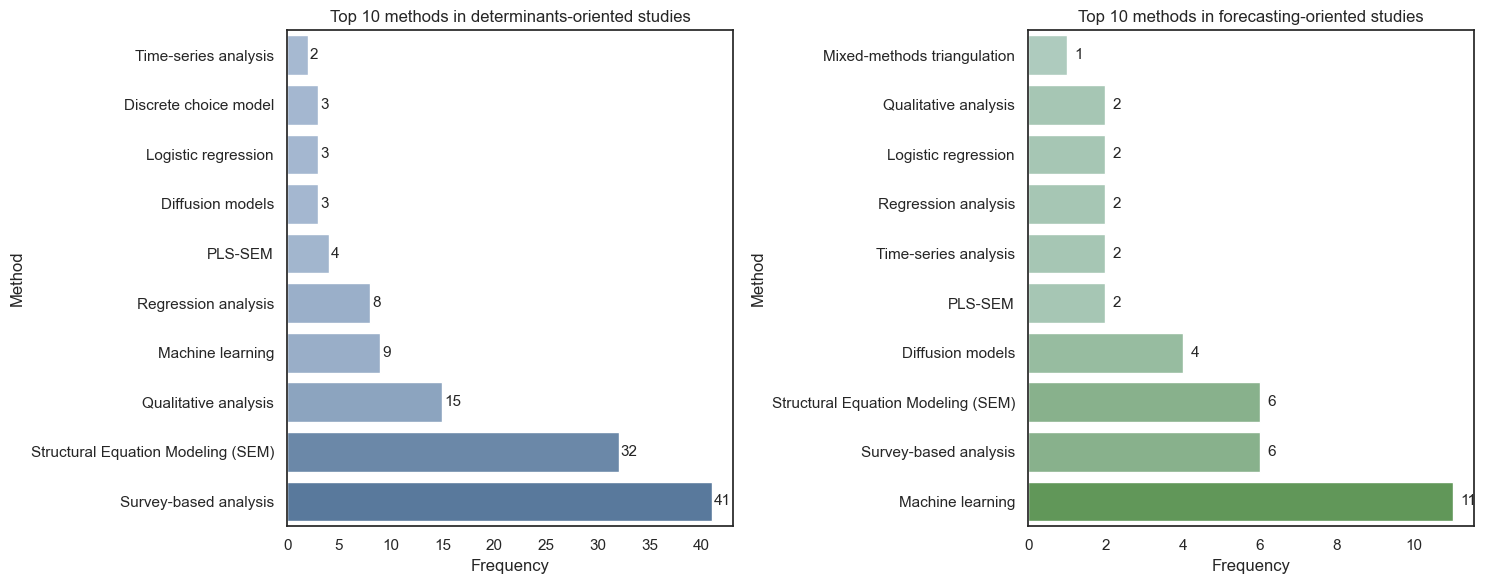 Top 10 methods in determinants-oriented studies
Method
Time-series analysis 2
Discrete choice model 3
Logistic regression 3
Diffusion models 3
PLS-SEM 4
Regression analysis 8
Machine learning 9
Qualitative analysis 15
Structural Equation Modeling (SEM) 32
Survey-based analysis 41
0 5 10 15 20 25 30 35 40
Frequency
Top 10 methods in forecasting-oriented studies
Method
Mixed-methods triangulation 1
Qualitative analysis 2
Logistic regression 2
Regression analysis 2
Time-series analysis 2
PLS-SEM 2
Diffusion models 4
Structural Equation Modeling (SEM) 6
Survey-based analysis 6
Machine learning 11
0 2 4 6 8 10
Frequency